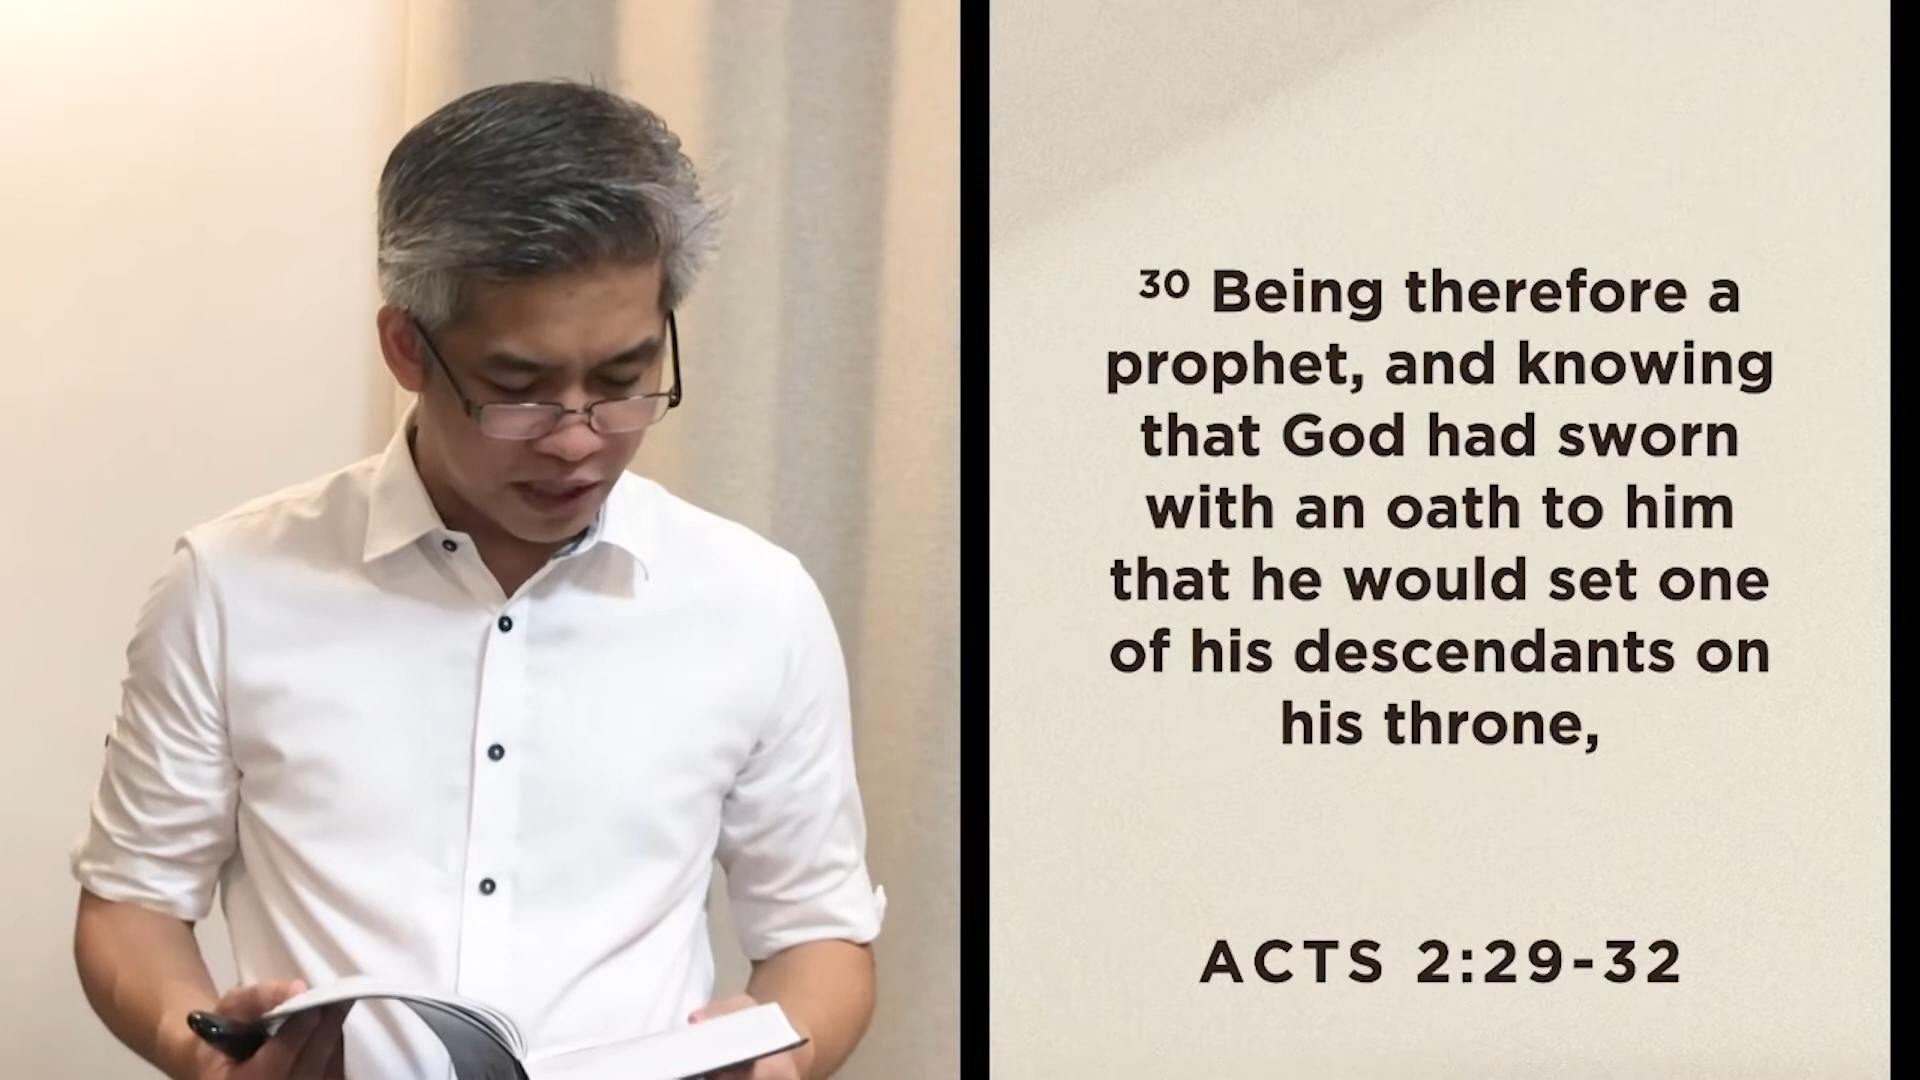 30 Being therefore a
prophet, and knowing
that God had sworn
with an oath to him
that he would set one
of his descendants on
his throne,
ACTS 2:29-32